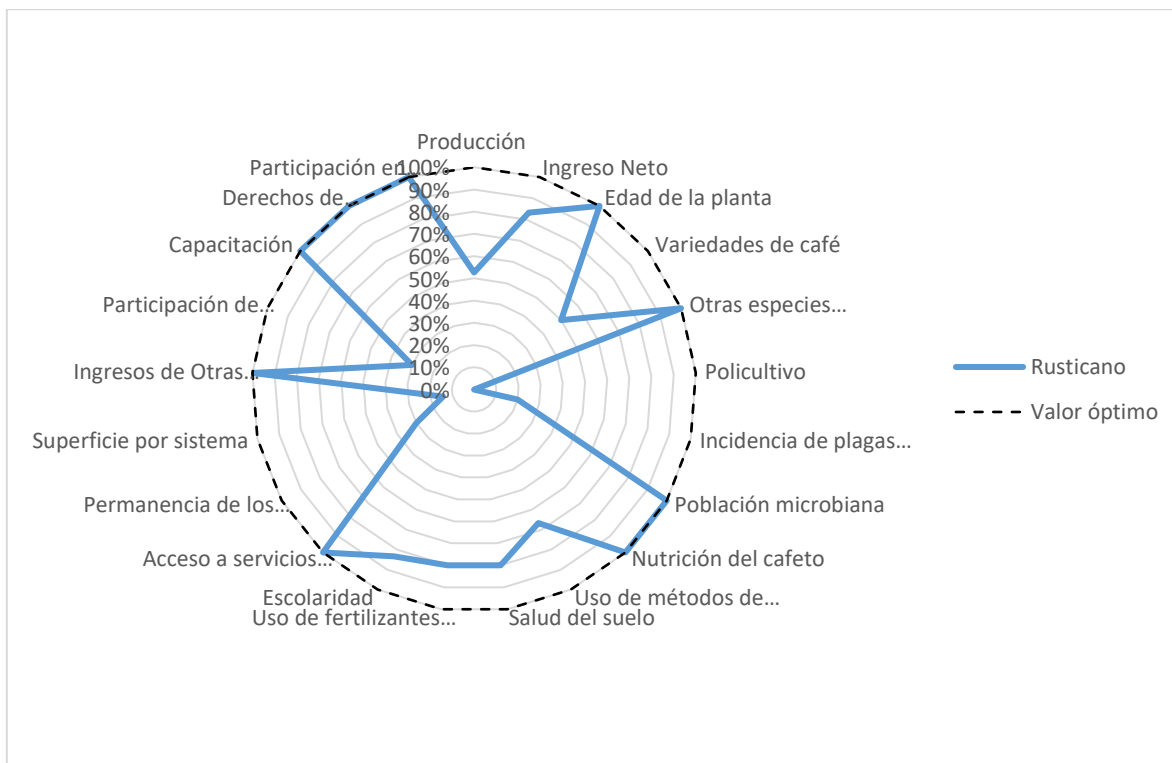 Producción
Ingreso Neto
Edad de la planta
Variedades de café
Otras especies...
Policultivo
Incidencia de plagas...
Población microbiana
Nutrición del cafeto
Uso de métodos de...
Salud del suelo
Uso de fertilizantes...
Escolaridad
Acceso a servicios...
Permanencia de los...
Superficie por sistema
Ingresos de Otras...
Participación de...
Capacitación
Derechos de...
Participación en...
100%
90%
80%
70%
60%
50%
40%
30%
20%
10%
0%
Rusticano
Valor óptimo